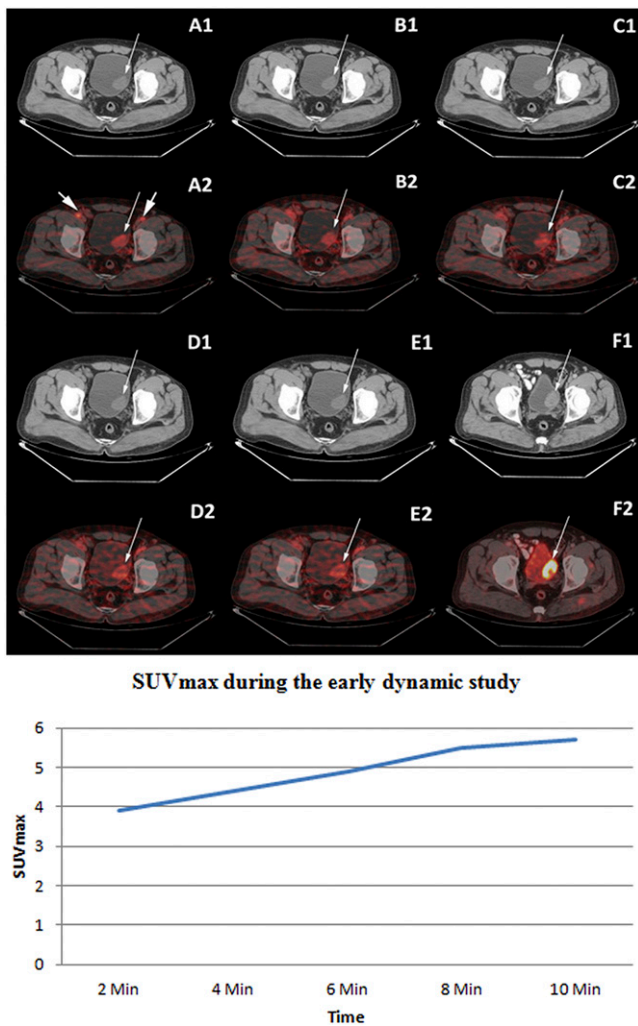 A1 B1 C1
A2 B2 C2
D1 E1 F1
D2 E2 F2
SUVmax during the early dynamic study
6
5
4
3
2
1
0
SUVmax
2 Min 4 Min 6 Min 8 Min 10 Min
Time